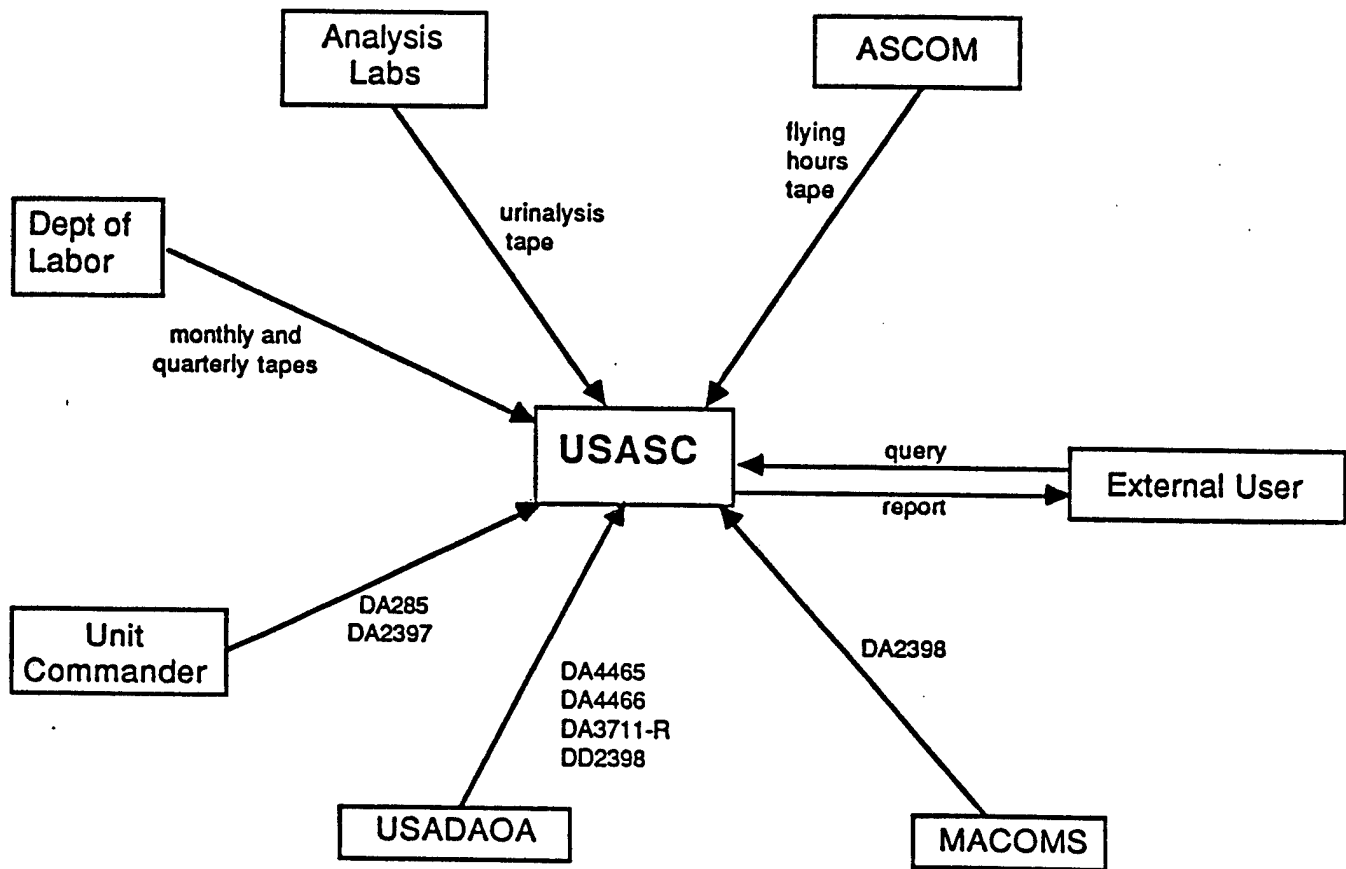 Analysis
Labs
ASCOM
flying
hours
tape
urinalysis
tape
Dept of
Labor
monthly and
quarterly tapes
USASC
query
report
External User
Unit
Commander
DA285
DA2397
DA4465
DA4466
DA3711-R
DD2398
DA2398
USADAOA
MACOMS